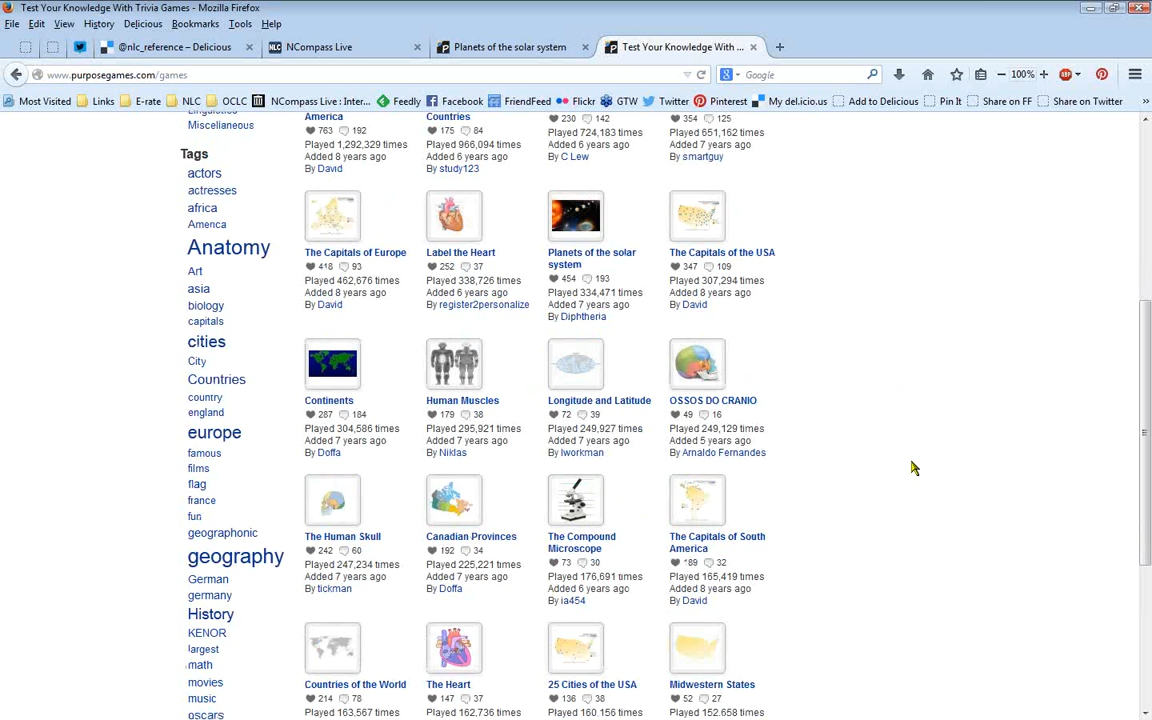 Test Your Knowledge With Trivia Games - Mozilla Firefox
File Edit View History Delicious Bookmarks Tools Help
@nlc_reference – Delicious × NLC NCompass Live × Planets of the solar system × Test Your Knowledge With ... × +
www.purposegames.com/games Google 100%
Most Visited Links E-rate NLC OCLC NCompass Live: Inter... Feedly Facebook FriendFeed Flickr GTW Twitter Pinterest My del.icio.us Add to Delicious Pin It Share on FF Share on Twitter »
Miscellaneous
Tags
actors
actresses
africa
America
Anatomy
Art
asia
biology
capitals
cities
City
Countries
country
england
europe
famous
films
flag
france
fun
geographonic
geography
German
germany
History
KENOR
largest
math
movies
music
oscars
America Countries
763 192 175 84 230 142 354 125
Played 1,292,329 times Played 966,094 times Played 724,183 times Played 651,162 times
Added 8 years ago Added 6 years ago Added 6 years ago Added 7 years ago
By David By study123 By C Lew By smartguy
The Capitals of Europe
418 93
Played 462,676 times
Added 8 years ago
By David
Label the Heart
252 37
Played 338,726 times
Added 6 years ago
By register2personalize
Planets of the solar
system
454 193
Played 334,471 times
Added 7 years ago
By Diphtheria
The Capitals of the USA
347 109
Played 307,294 times
Added 8 years ago
By David
Continents
287 184
Played 304,586 times
Added 7 years ago
By Doffa
Human Muscles
179 38
Played 295,921 times
Added 7 years ago
By Niklas
Longitude and Latitude
72 39
Played 249,927 times
Added 7 years ago
By lworkman
OSSOS DO CRANIO
49 16
Played 249,129 times
Added 5 years ago
By Arnaldo Fernandes
The Human Skull
242 60
Played 247,234 times
Added 7 years ago
By tickman
Canadian Provinces
192 34
Played 225,221 times
Added 7 years ago
By Doffa
The Compound
Microscope
73 30
Played 176,691 times
Added 6 years ago
By ia454
The Capitals of South
America
189 32
Played 165,419 times
Added 8 years ago
By David
Countries of the World
214 78
Played 163,567 times
The Heart
147 37
Played 162,736 times
25 Cities of the USA
136 38
Played 160,156 times
Midwestern States
52 27
Played 152,658 times